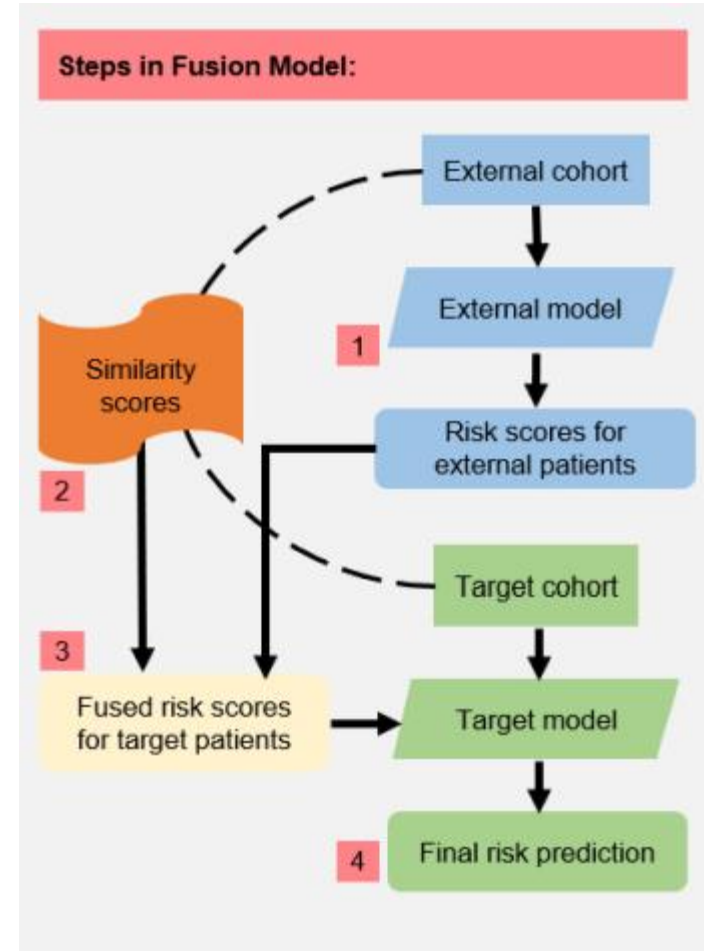 Steps in Fusion Model:
External cohort
External model
1
Similarity
scores
Risk scores for
external patients
2
Target cohort
3
Fused risk scores
for target patients
Target model
4
Final risk prediction